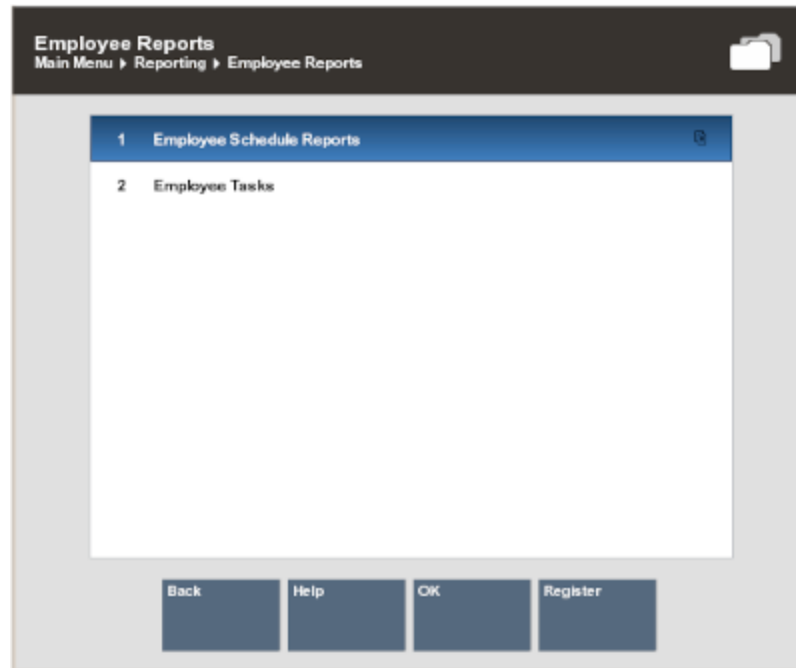 Employee Reports
Main Menu ▸ Reporting ▸ Employee Reports
1 Employee Schedule Reports
2 Employee Tasks
Back Help OK Register